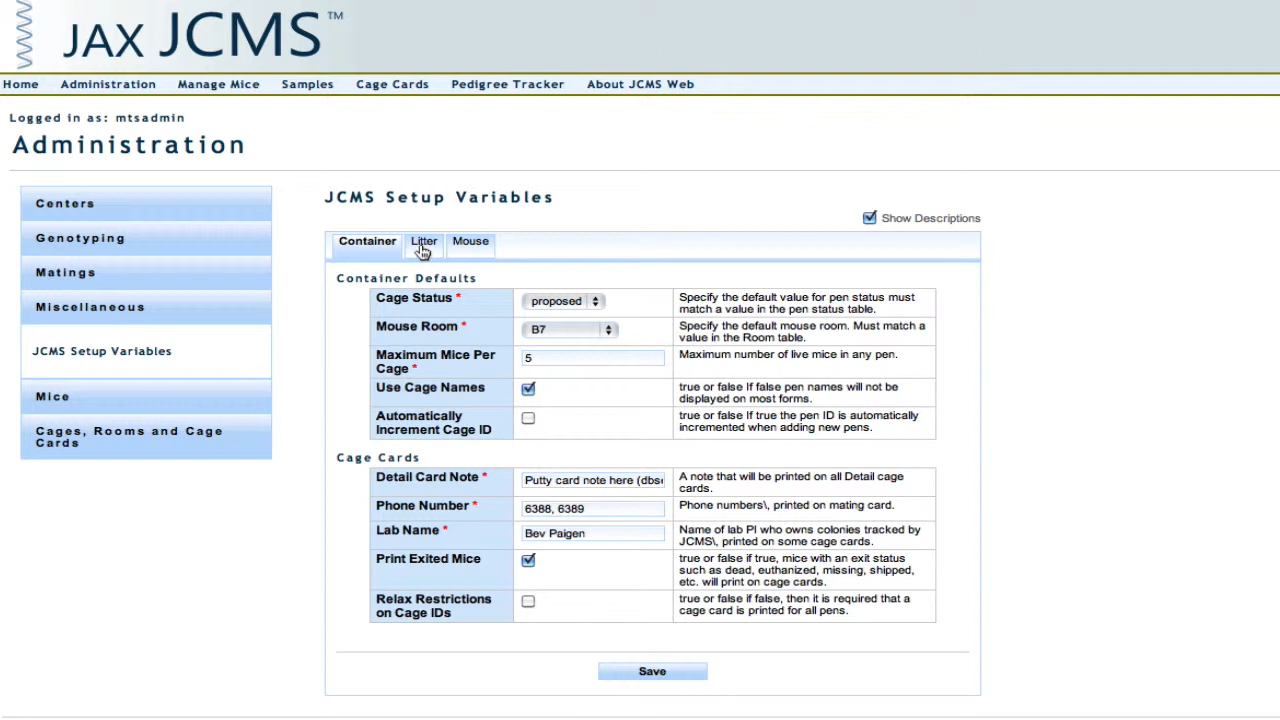 JAX JCMS™
Home Administration Manage Mice Samples Cage Cards Pedigree Tracker About JCMS Web
Logged in as: mtsadmin
Administration
Centers
Genotyping
Matings
Miscellaneous
JCMS Setup Variables
Mice
Cages, Rooms and Cage
Cards
JCMS Setup Variables
Show Descriptions
Container Litter Mouse
Container Defaults
Cage Status * proposed Specify the default value for pen status must
match a value in the pen status table.
Mouse Room * B7 Specify the default mouse room. Must match a
value in the Room table.
Maximum Mice Per
Cage * 5 Maximum number of live mice in any pen.
Use Cage Names true or false If false pen names will not be
displayed on most forms.
Automatically
Increment Cage ID true or false If true the pen ID is automatically
incremented when adding new pens.
Cage Cards
Detail Card Note * Putty card note here (dbse A note that will be printed on all Detail cage
cards.
Phone Number * 6388, 6389 Phone numbers\, printed on mating card.
Lab Name * Bev Paigen Name of lab PI who owns colonies tracked by
JCMS\, printed on some cage cards.
Print Exited Mice true or false if true, mice with an exit status
such as dead, euthanized, missing, shipped,
etc. will print on cage cards.
Relax Restrictions
on Cage IDs true or false if false, then it is required that a
cage card is printed for all pens.
Save